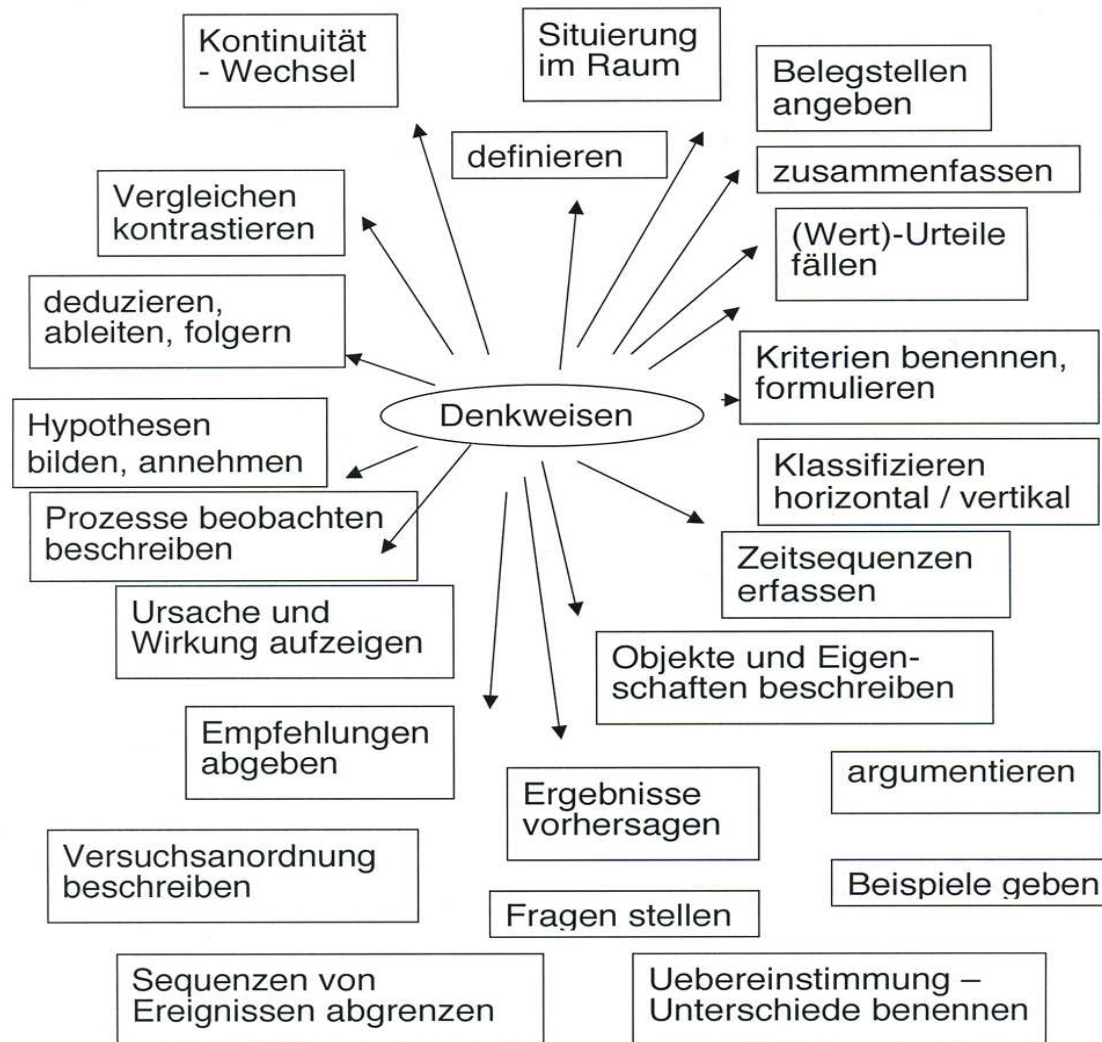 Kontinuität
- Wechsel
Situierung
im Raum
Belegstellen
angeben
definieren
zusammenfassen
Vergleichen
kontrastieren
(Wert)-Urteile
fällen
deduzieren,
ableiten, folgern
Kriterien benennen,
formulieren
Denkweisen
Hypothesen
bilden, annehmen
Klassifizieren
horizontal / vertikal
Prozesse beobachten
beschreiben
Zeitsequenzen
erfassen
Ursache und
Wirkung aufzeigen
Objekte und Eigen-
schaften beschreiben
Empfehlungen
abgeben
argumentieren
Ergebnisse
vorhersagen
Versuchsanordnung
beschreiben
Beispiele geben
Fragen stellen
Sequenzen von
Ereignissen abgrenzen
Uebereinstimmung –
Unterschiede benennen